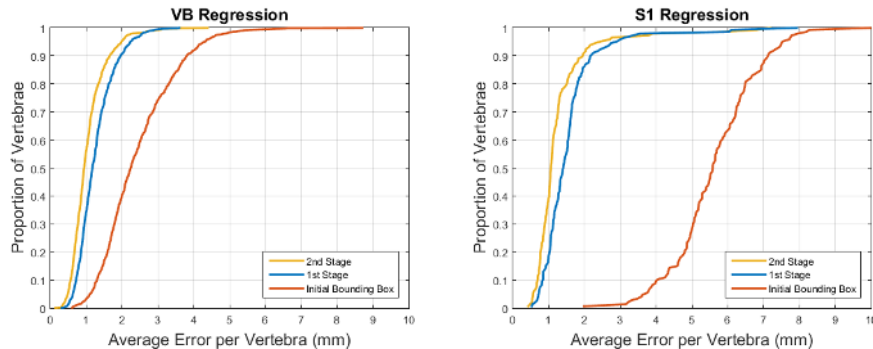 VB Regression
1
0.9
0.8
0.7
0.6
0.5
0.4
0.3
0.2
0.1
0
Proportion of Vertebrae
2nd Stage
1st Stage
Initial Bounding Box
0 1 2 3 4 5 6 7 8 9 10
Average Error per Vertebra (mm)
S1 Regression
1
0.9
0.8
0.7
0.6
0.5
0.4
0.3
0.2
0.1
0
Proportion of Vertebrae
2nd Stage
1st Stage
Initial Bounding Box
0 1 2 3 4 5 6 7 8 9 10
Average Error per Vertebra (mm)